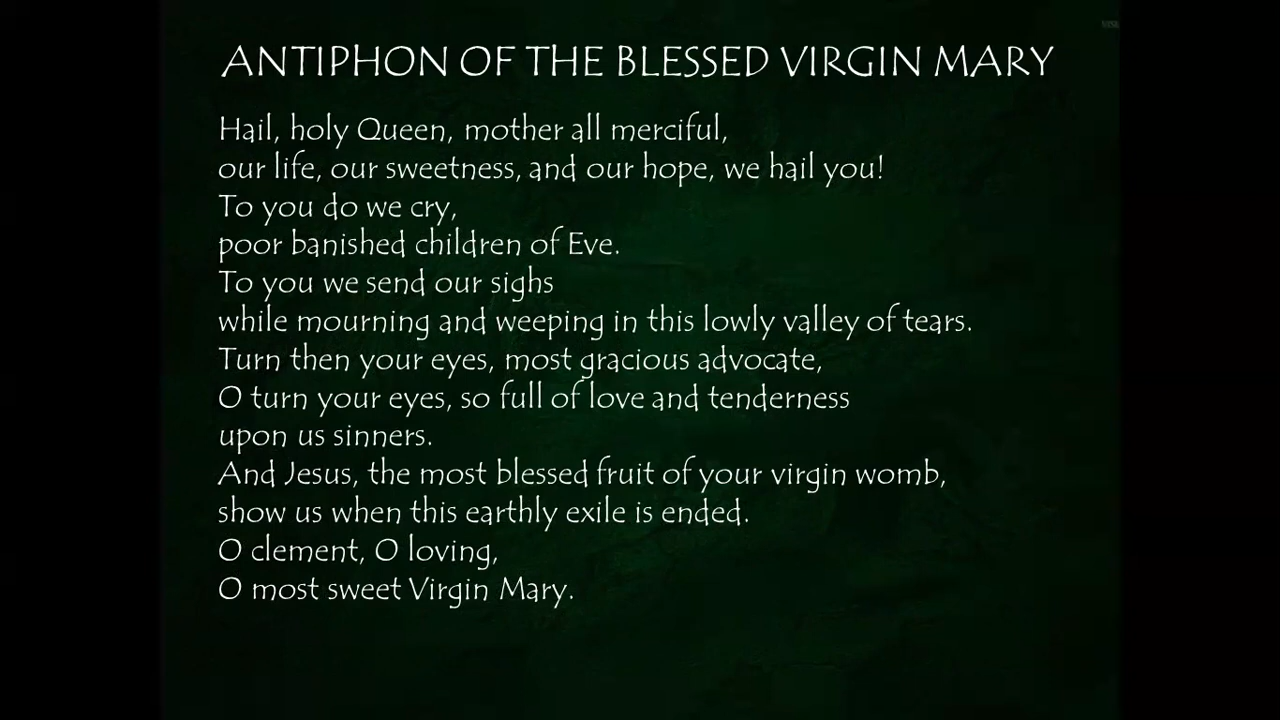 ANTIPHON OF THE BLESSED VIRGIN MARY
Hail, holy Queen, mother all merciful,
our life, our sweetness, and our hope, we hail you!
To you do we cry,
poor banished children of Eve.
To you we send our sighs
while mourning and weeping in this lowly valley of tears.
Turn then your eyes, most gracious advocate,
O turn your eyes, so full of love and tenderness
upon us sinners.
And Jesus, the most blessed fruit of your virgin womb,
show us when this earthly exile is ended.
O clement, O loving,
O most sweet Virgin Mary.